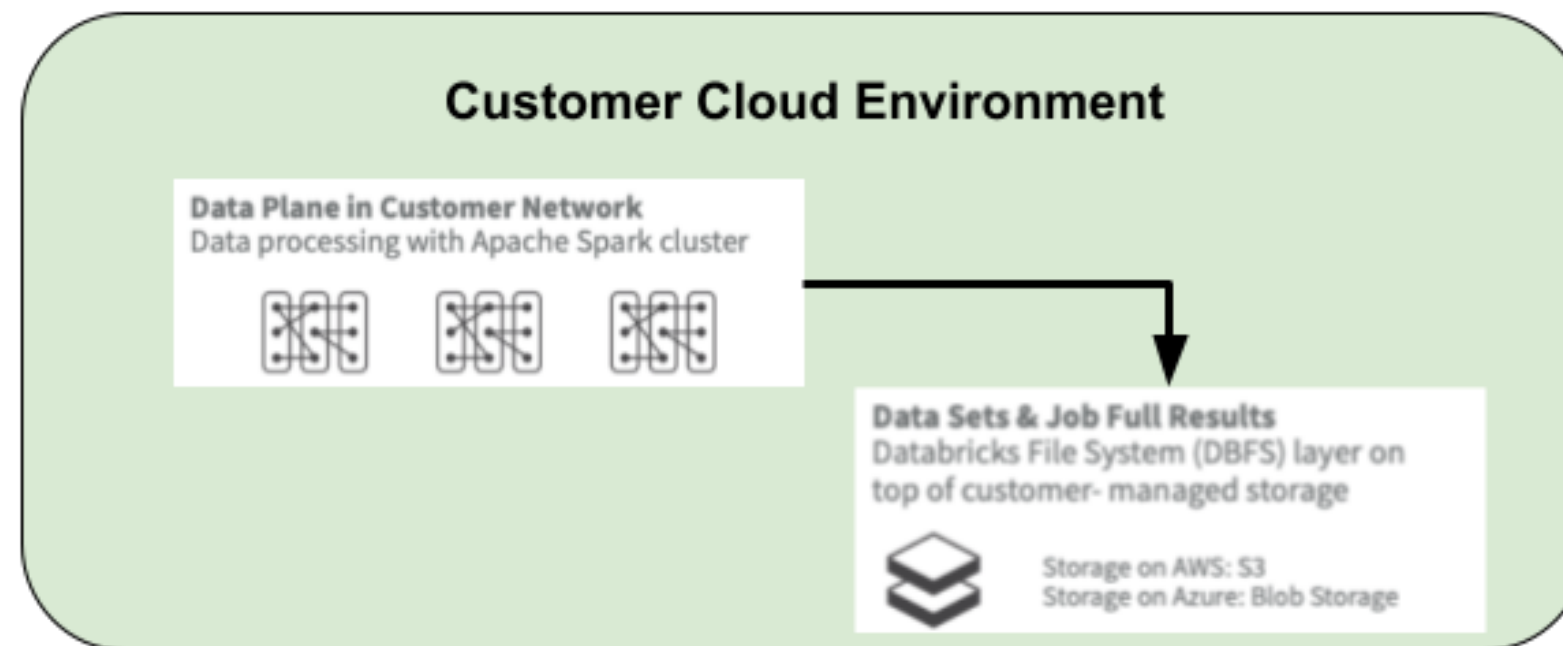 Customer Cloud Environment
Data Plane in Customer Network
Data processing with Apache Spark cluster
Data Sets & Job Full Results
Databricks File System (DBFS) layer on
top of customer- managed storage
Storage on AWS: S3
Storage on Azure: Blob Storage